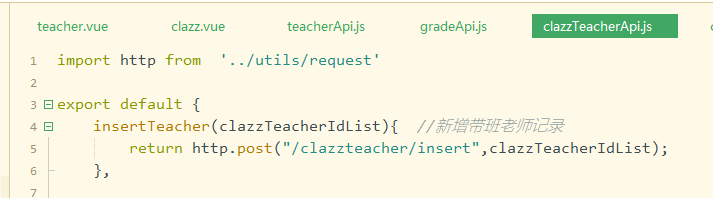 teacher.vue clazz.vue teacherApi.js gradeApi.js clazzTeacherApi.js
1 import http from  '../utils/request'
2
3 export default {
4     insertTeacher(clazzTeacherIdList){  //新增带班老师记录
5         return http.post("/clazzteacher/insert",clazzTeacherIdList);
6     },
7